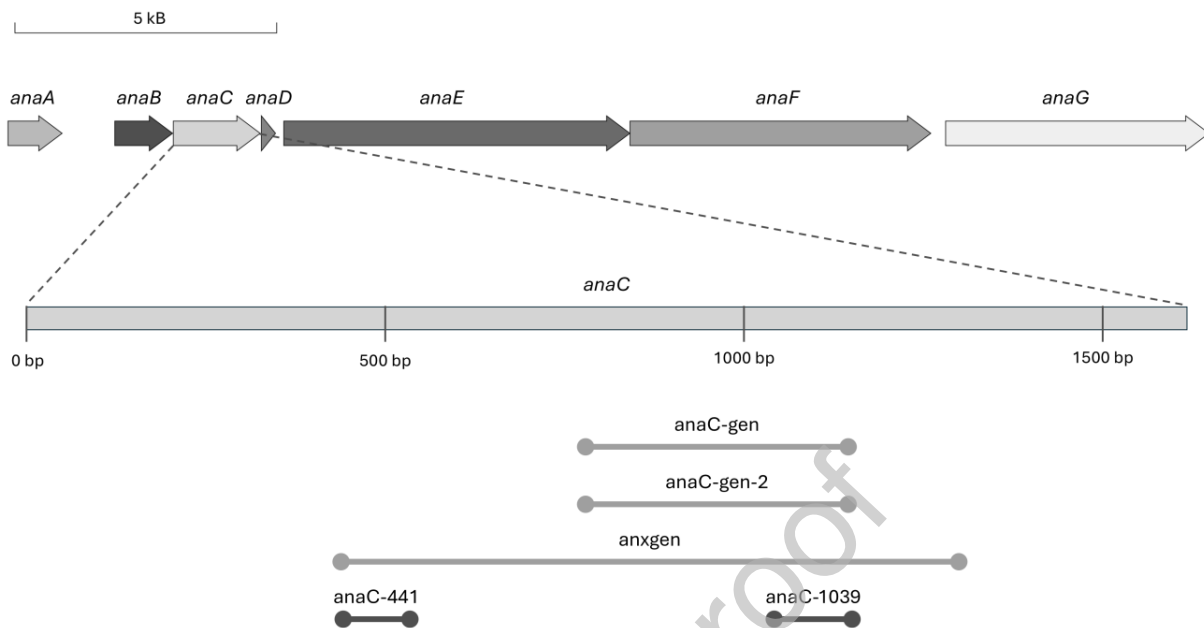 5 kB
anaA anaB anaC anaD anaE anaF anaG
anaC
0 bp 500 bp 1000 bp 1500 bp
anaC-gen
anaC-gen-2
anxgen
anaC-441 anaC-1039
roof